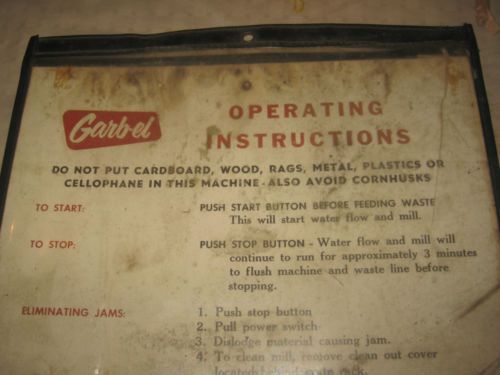 Garb-el
OPERATING
INSTRUCTIONS
DO NOT PUT CARDBOARD, WOOD, RAGS, METAL, PLASTICS OR
CELLOPHANE IN THIS MACHINE - ALSO AVOID CORNHUSKS
TO START: PUSH START BUTTON BEFORE FEEDING WASTE
This will start water flow and mill.
TO STOP: PUSH STOP BUTTON - Water flow and mill will
continue to run for approximately 3 minutes
to flush machine and waste line before
stopping.
ELIMINATING JAMS: 1. Push stop button
2. Pull power switch
3. Dislodge material causing jam.
4. To clean mill, remove clean out cover
located behind drain rack.